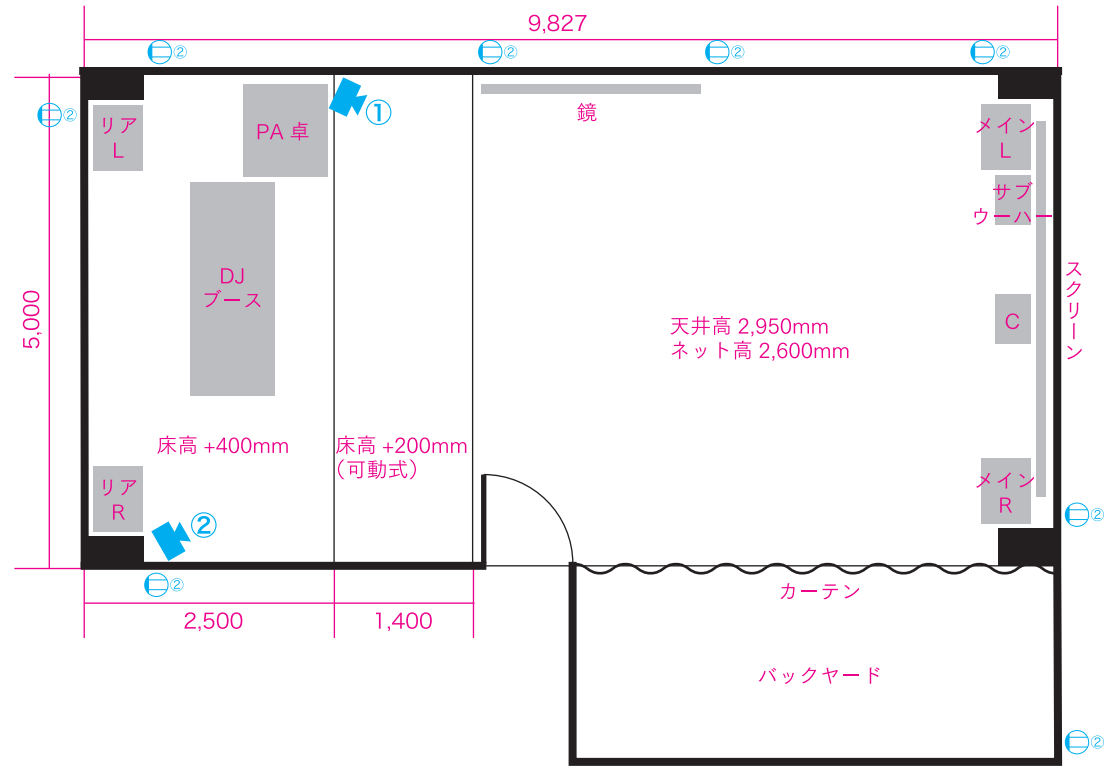 9,827
②
②
②
②
②
リア
L
PA 卓
①
鏡
メイン
L
サブ
ウーハー
DJ
ブース
5,000
スクリーン
C
天井高 2,950mm
ネット高 2,600mm
床高 +400mm
床高 +200mm
（可動式）
リア
R
②
メイン
R
②
②
カーテン
2,500
1,400
バックヤード
②